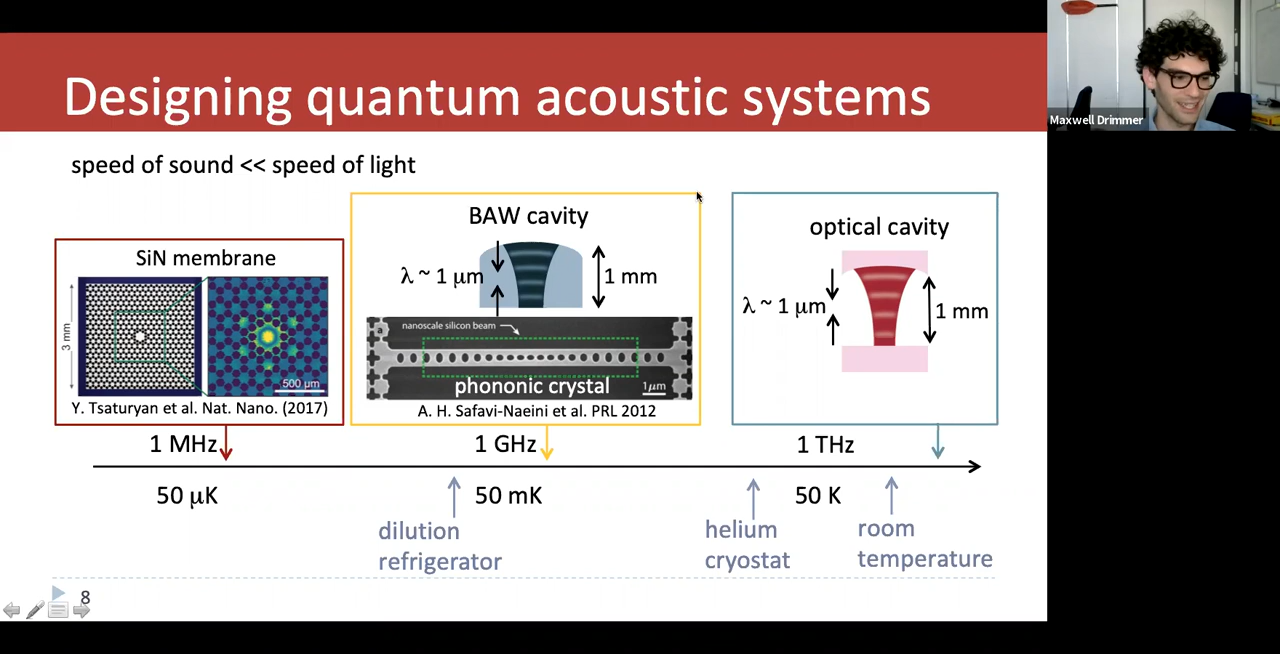 Designing quantum acoustic systems
Maxwell Drimmer
speed of sound << speed of light
SiN membrane
3 mm
500 μm
Y. Tsaturyan et al. Nat. Nano. (2017)
BAW cavity
λ ~ 1 μm
1 mm
a
nanoscale silicon beam
phononic crystal
1μm
A. H. Safavi-Naeini et al. PRL 2012
optical cavity
λ ~ 1 μm
1 mm
1 MHz
1 GHz
1 THz
50 μK
50 mK
50 K
dilution
refrigerator
helium
cryostat
room
temperature
8